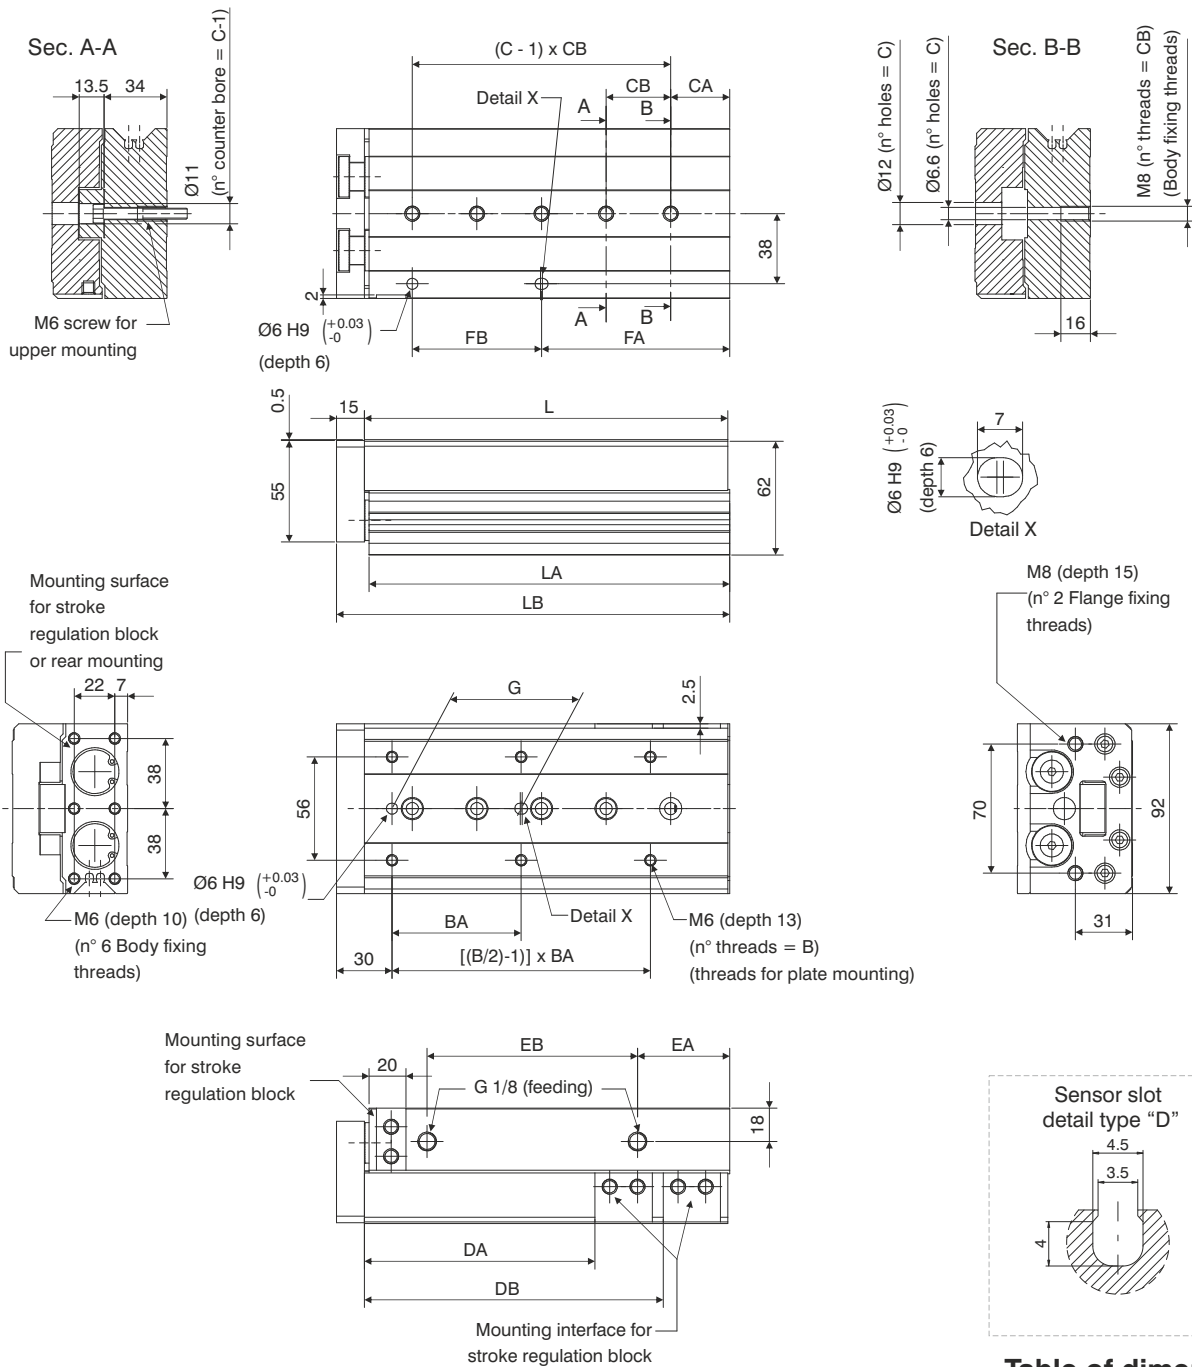 Sec. A-A
13.5
34
Ø11
(n° counter bore = C-1)
M6 screw for
upper mounting
(C - 1) x CB
Detail X
CB
CA
A
B
38
2
A
B
Ø6 H9 (+0.03 -0)
(depth 6)
FB
FA
Sec. B-B
Ø12 (n° holes = C)
Ø6.6 (n° holes = C)
M8 (n° threads = CB)
(Body fixing threads)
16
0.5
15
L
55
62
LA
LB
Ø6 H9 (+0.03 - 0)
(depth 6)
7
Detail X
Mounting surface
for stroke
regulation block
or rear mounting
22
7
38
38
M6 (depth 10)
(n° 6 Body fixing
threads)
G
2.5
56
Ø6 H9 (+0.03 -0)
(depth 6)
BA
Detail X
30
[(B/2)-1)] x BA
M6 (depth 13)
(n° threads = B)
(threads for plate mounting)
M8 (depth 15)
(n° 2 Flange fixing
threads)
70
92
31
Mounting surface
for stroke
regulation block
20
EB
EA
G 1/8 (feeding)
18
DA
DB
Mounting interface for
stroke regulation block
Sensor slot
detail type “D”
4.5
3.5
4